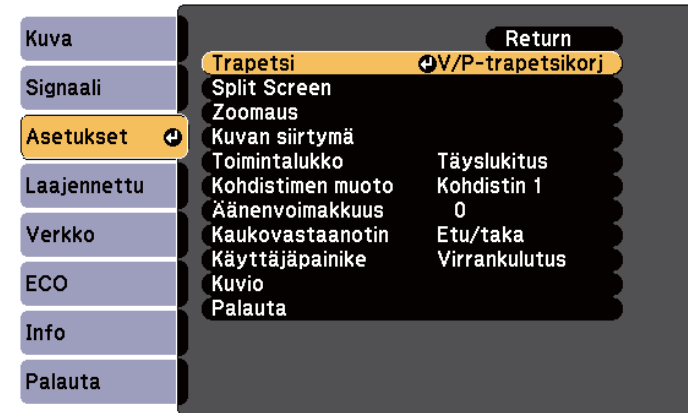 Kuva
Signaali
Asetukset
Laajennettu
Verkko
ECO
Info
Palauta
Return
Trapetsi V/P-trapetsikorj
Split Screen
Zoomaus
Kuvan siirtymä
Toimintalukko Täyslukitus
Kohdistimen muoto Kohdistin 1
Äänenvoimakkuus 0
Kaukovastaanotin Etu/taka
Käyttäjäpainike Virrankulutus
Kuvio
Palauta